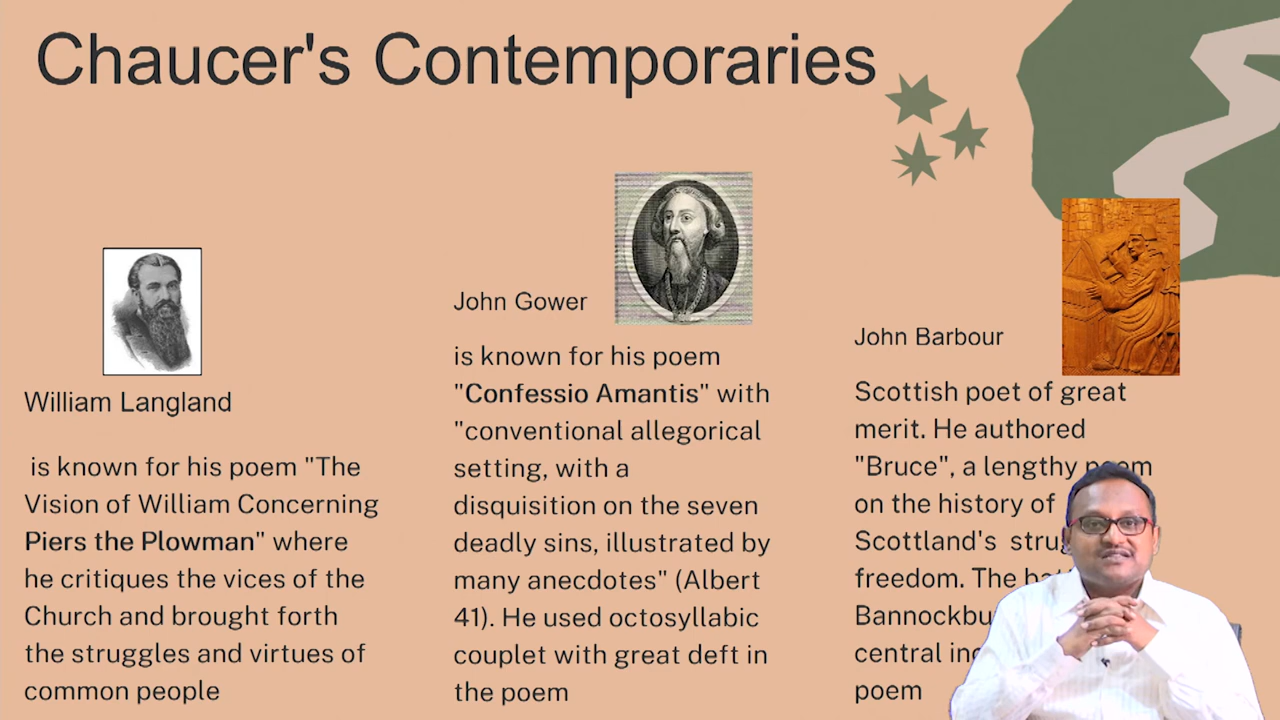 Chaucer's Contemporaries
William Langland
is known for his poem "The
Vision of William Concerning
Piers the Plowman" where
he critiques the vices of the
Church and brought forth
the struggles and virtues of
common people
John Gower
is known for his poem
"Confessio Amantis" with
"conventional allegorical
setting, with a
disquisition on the seven
deadly sins, illustrated by
many anecdotes" (Albert
41). He used octosyllabic
couplet with great deft in
the poem
John Barbour
Scottish poet of great
merit. He authored
"Bruce", a lengthy poem
on the history of
Scottland's
freedom. The
central
poem